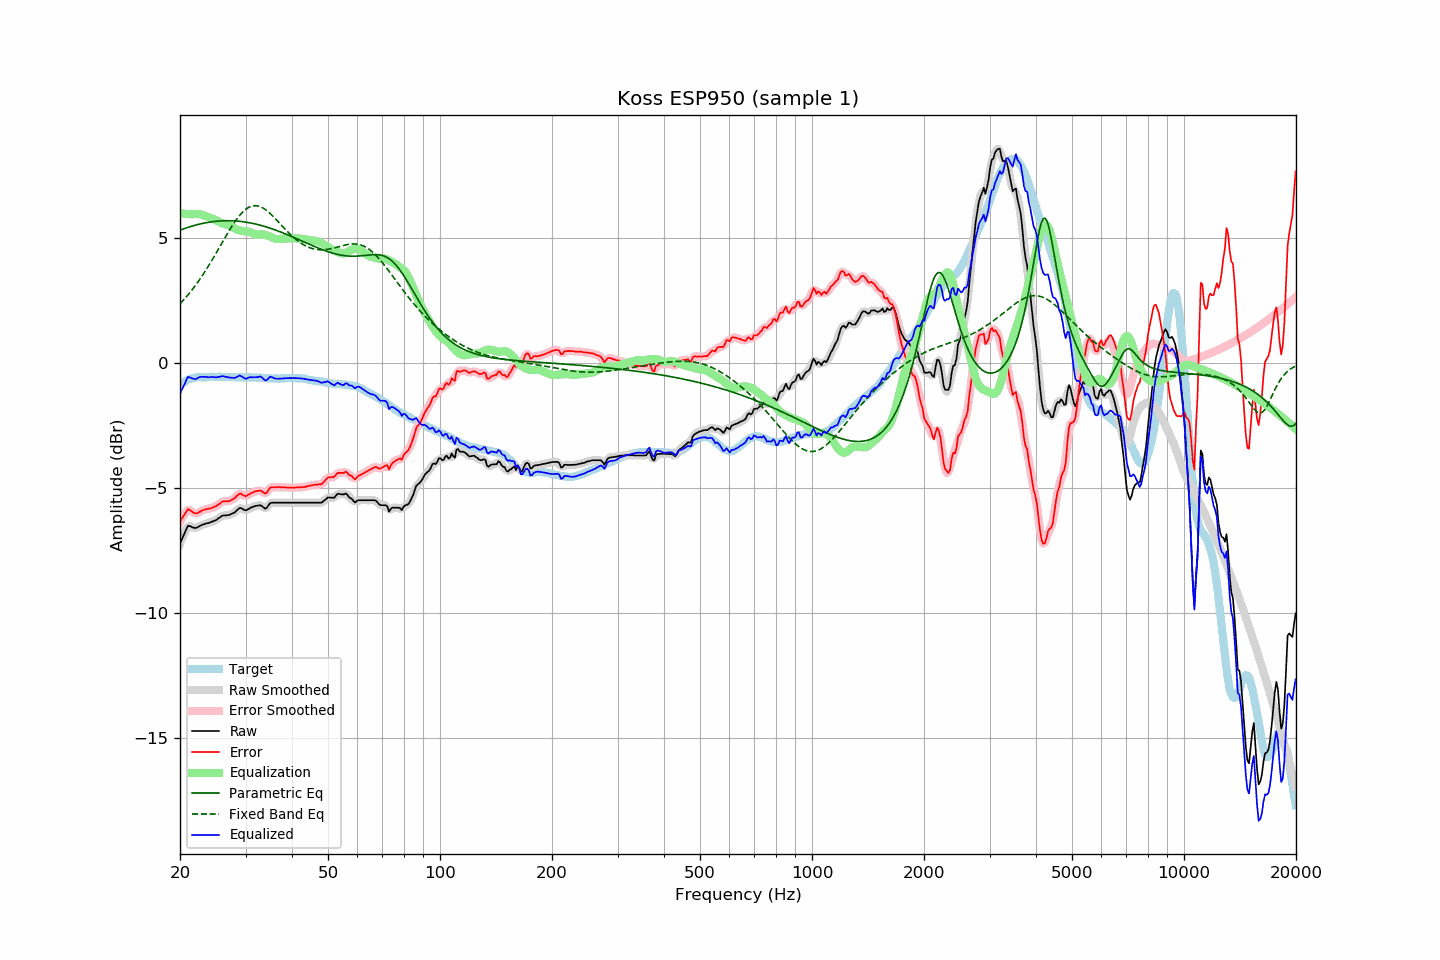 Koss ESP950 (sample 1)
Amplitude (dBr)
5
0
−5
−10
−15
Target
Raw Smoothed
Error Smoothed
Raw
Error
Equalization
Parametric Eq
Fixed Band Eq
Equalized
20 50 100 200 500 1000 2000 5000 10000 20000
Frequency (Hz)